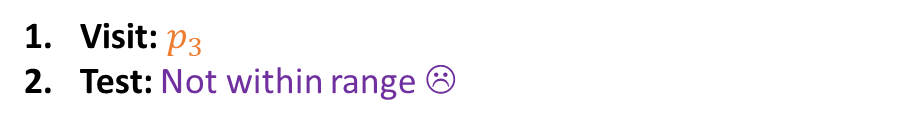 1. Visit: p₃
2. Test: Not within range ☹